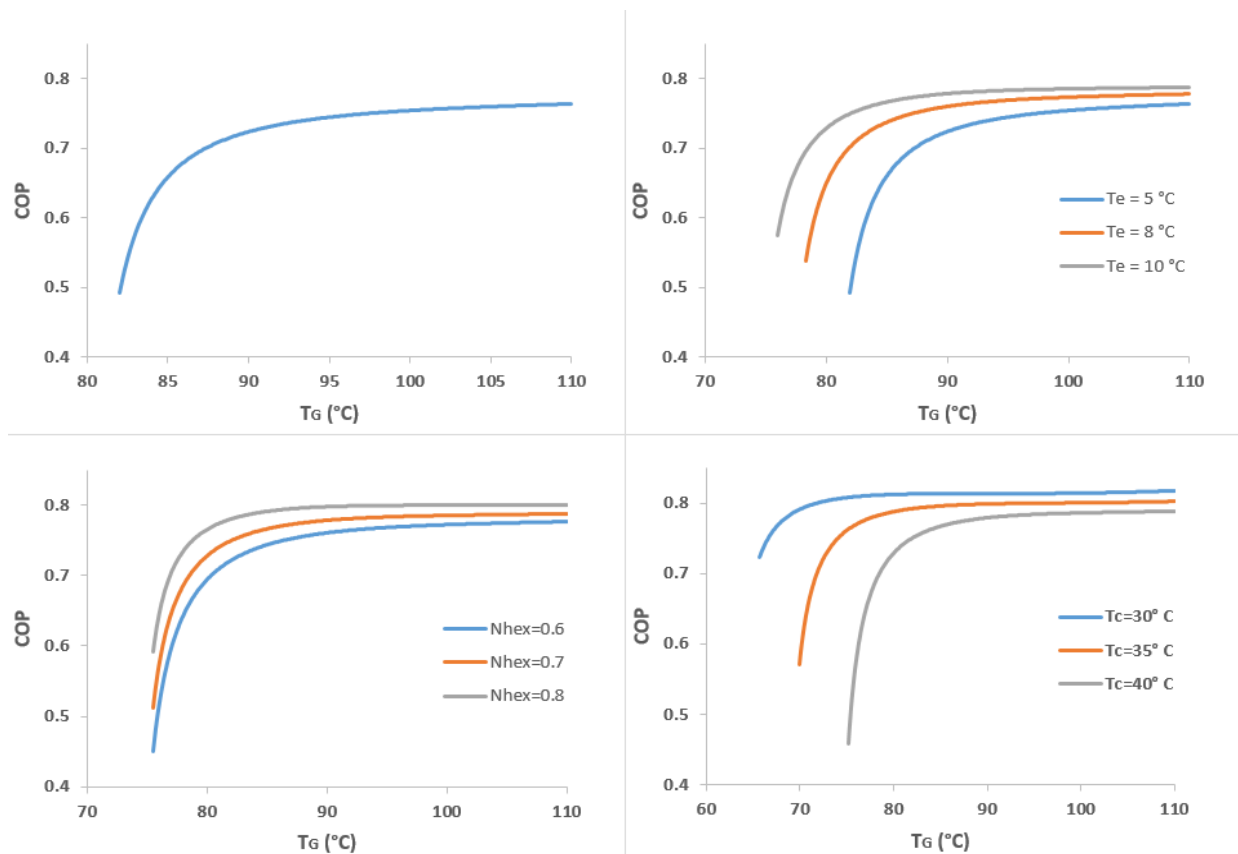 0.8
0.7
0.6
0.5
0.4
COP
80 85 90 95 100 105 110
TG (°C)
0.8
0.7
0.6
0.5
0.4
COP
Te = 5 °C
Te = 8 °C
Te = 10 °C
70 80 90 100 110
TG (°C)
0.8
0.7
0.6
0.5
0.4
COP
Nhex=0.6
Nhex=0.7
Nhex=0.8
70 80 90 100 110
TG (°C)
0.8
0.7
0.6
0.5
0.4
COP
Tc=30° C
Tc=35° C
Tc=40° C
60 70 80 90 100 110
TG (°C)